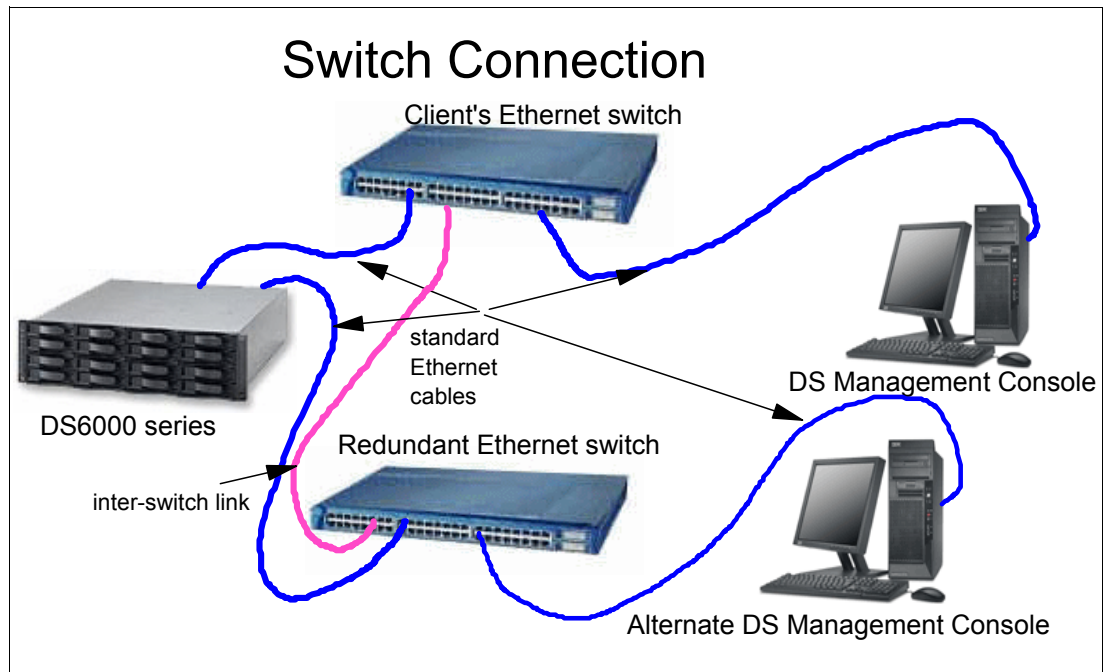 Switch Connection
Client's Ethernet switch
standard
Ethernet
cables
DS Management Console
DS6000 series
Redundant Ethernet switch
inter-switch link
Alternate DS Management Console